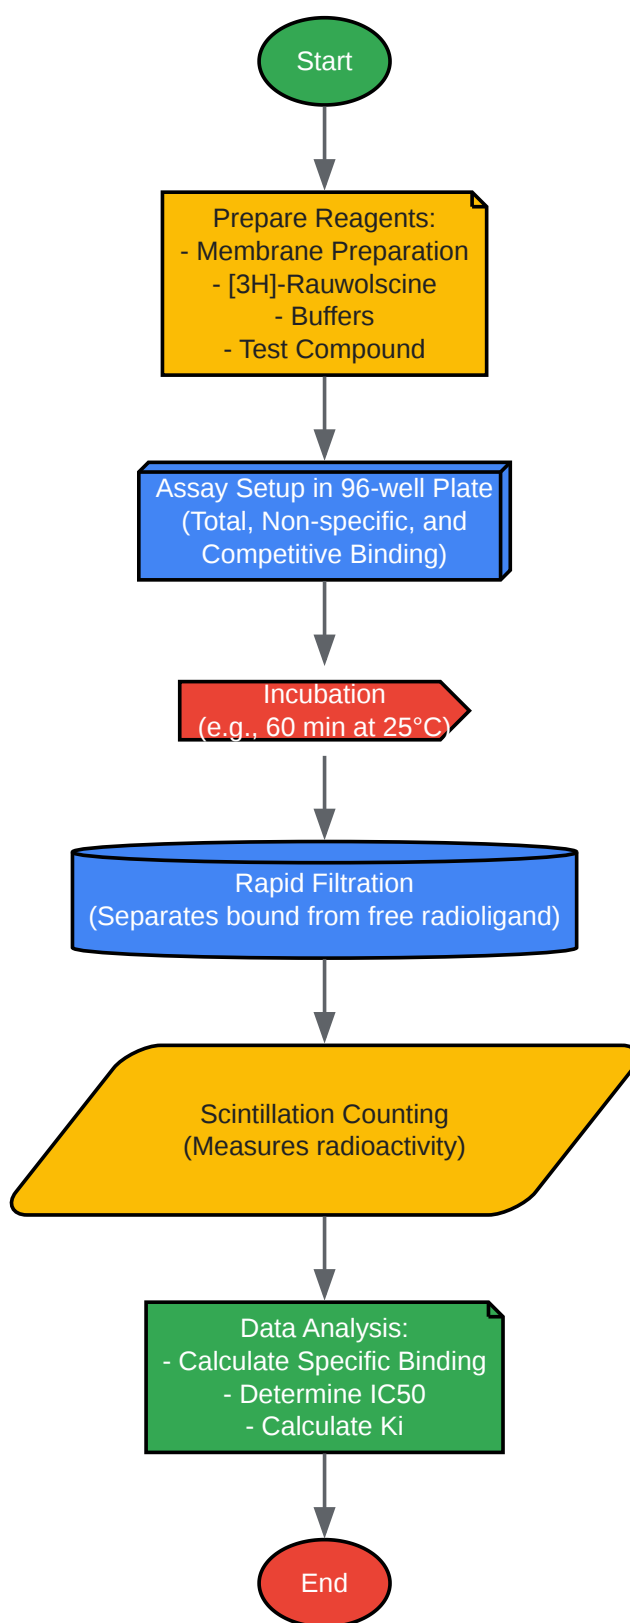 Start
Prepare Reagents:
- Membrane Preparation
- [3H]-Rauwolscine
- Buffers
- Test Compound
Assay Setup in 96-well Plate
(Total, Non-specific, and
Competitive Binding)
Incubation
(e.g., 60 min at 25°C)
Rapid Filtration
(Separates bound from free radioligand)
Scintillation Counting
(Measures radioactivity)
Data Analysis:
- Calculate Specific Binding
- Determine IC50
- Calculate Ki
End